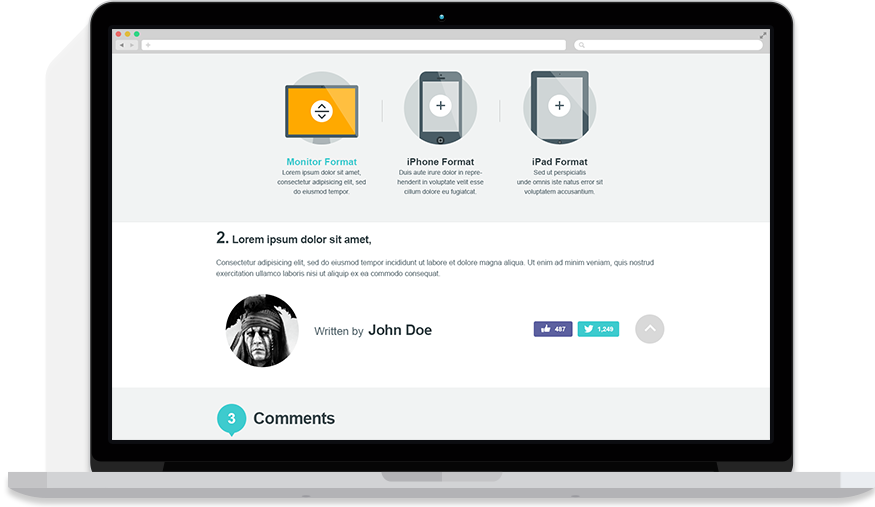 Monitor Format
Lorem ipsum dolor sit amet,
consectetur adipisicing elit, sed
do eiusmod tempor.
iPhone Format
Duis aute irure dolor in repre-
henderit in voluptate velit esse
cillum dolore eu fugiatcat.
iPad Format
Sed ut perspiciatis
unde omnis iste natus error sit
voluptatem accusantium.
2. Lorem ipsum dolor sit amet,
Consectetur adipisicing elit, sed do eiusmod tempor incididunt ut labore et dolore magna aliqua. Ut enim ad minim veniam, quis nostrud
exercitation ullamco laboris nisi ut aliquip ex ea commodo consequat.
Written by John Doe
487
1,249
3 Comments